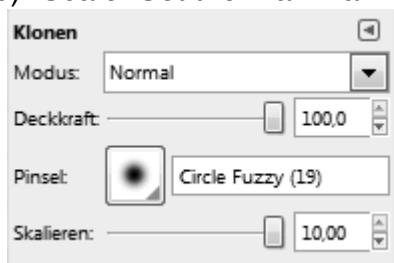 Klonen
Modus: Normal
Deckkraft: 100,0
Pinsel: Circle Fuzzy (19)
Skalieren: 10,00